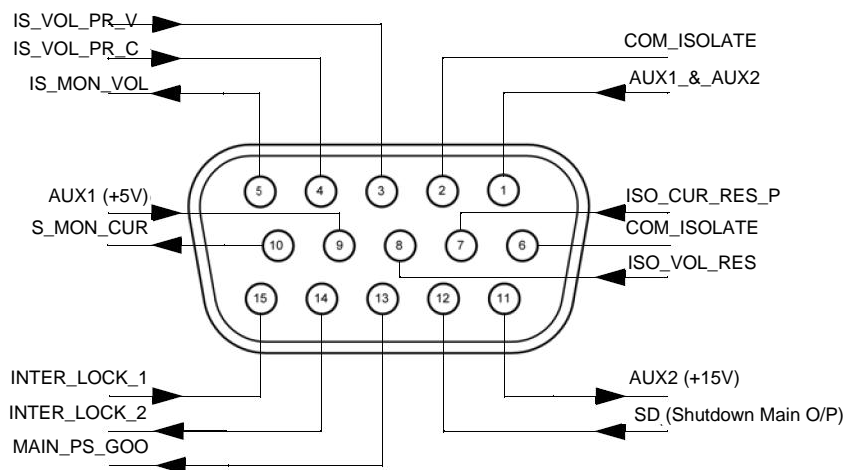 IS_VOL_PR_V
IS_VOL_PR_C
COM_ISOLATE
IS_MON_VOL
AUX1_&_AUX2
5 4 3 2 1
AUX1 (+5V)
ISO_CUR_RES_P
S_MON_CUR
COM_ISOLATE
10 9 8 7 6
ISO_VOL_RES
15 14 13 12 11
INTER_LOCK_1
AUX2 (+15V)
INTER_LOCK_2
SD (Shutdown Main O/P)
MAIN_PS_GOO